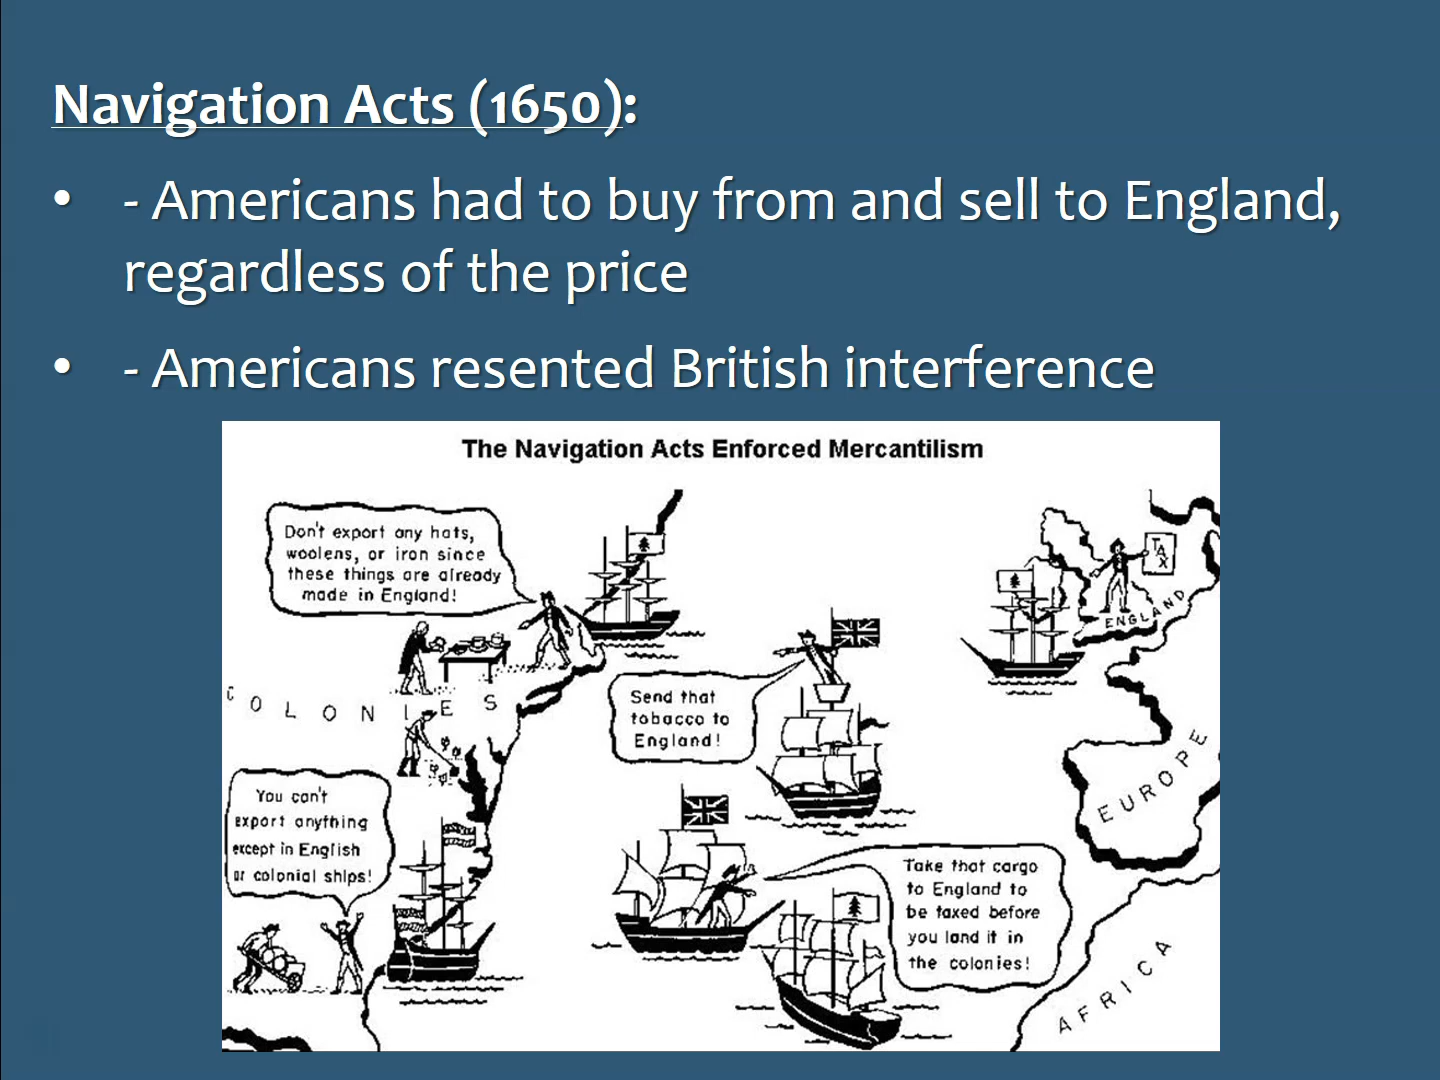 Navigation Acts (1650):
• - Americans had to buy from and sell to England,
regardless of the price
• - Americans resented British interference
The Navigation Acts Enforced Mercantilism
Don't export any hats,
woolens, or iron since
these things are already
made in England!
TAX
ENGLAND
COLONIES
Send that
tobacco to
England!
EUROPE
You can't
export anything
except in English
or colonial ships!
Take that cargo
to England to
be taxed before
you land it in
the colonies!
AFRICA